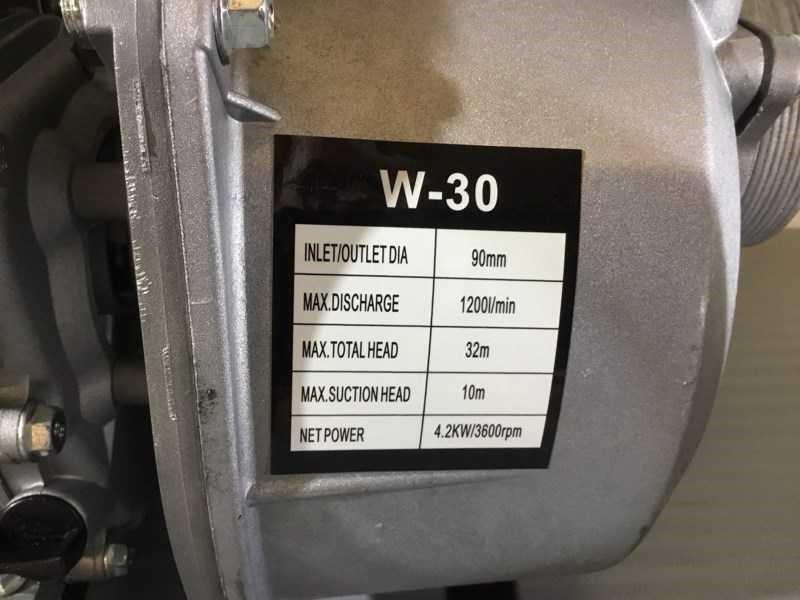 W-30
INLET/OUTLET DIA 90mm
MAX.DISCHARGE 1200l/min
MAX.TOTAL HEAD 32m
MAX.SUCTION HEAD 10m
NET POWER 4.2KW/3600rpm